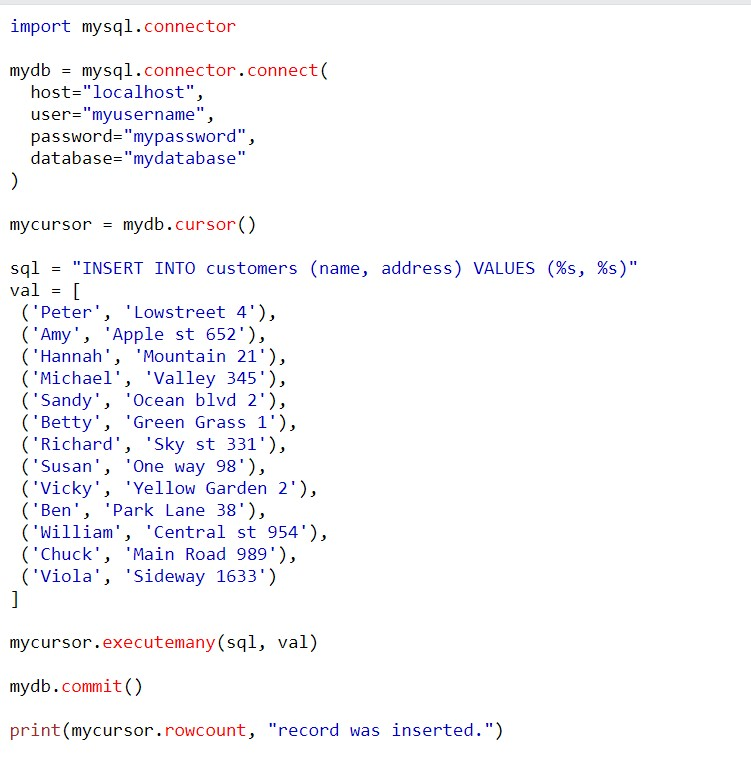 import mysql.connector
mydb = mysql.connector.connect(
  host="localhost",
  user="myusername",
  password="mypassword",
  database="mydatabase"
)
mycursor = mydb.cursor()
sql = "INSERT INTO customers (name, address) VALUES (%s, %s)"
val = [
 ('Peter', 'Lowstreet 4'),
 ('Amy', 'Apple st 652'),
 ('Hannah', 'Mountain 21'),
 ('Michael', 'Valley 345'),
 ('Sandy', 'Ocean blvd 2'),
 ('Betty', 'Green Grass 1'),
 ('Richard', 'Sky st 331'),
 ('Susan', 'One way 98'),
 ('Vicky', 'Yellow Garden 2'),
 ('Ben', 'Park Lane 38'),
 ('William', 'Central st 954'),
 ('Chuck', 'Main Road 989'),
 ('Viola', 'Sideway 1633')
]
mycursor.executemany(sql, val)
mydb.commit()
print(mycursor.rowcount, "record was inserted.")